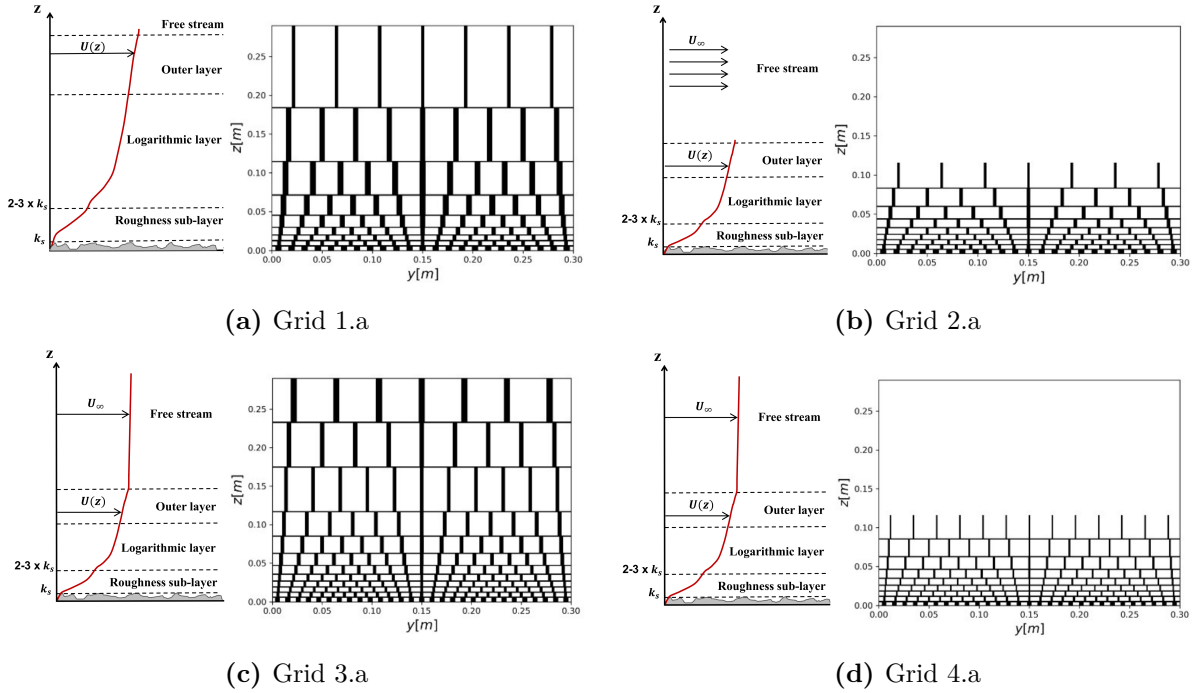 z
Free stream
U(z)
Outer layer
Logarithmic layer
2-3 x k_s
Roughness sub-layer
k_s
z[m]
0.25
0.20
0.15
0.10
0.05
0.00
0.00 0.05 0.10 0.15 0.20 0.25 0.30
y[m]
(a) Grid 1.a
z
U∞
Free stream
U(z)
Outer layer
Logarithmic layer
2-3 x k_s
Roughness sub-layer
k_s
z[m]
0.25
0.20
0.15
0.10
0.05
0.00
0.00 0.05 0.10 0.15 0.20 0.25 0.30
y[m]
(b) Grid 2.a
z
U∞
Free stream
U(z)
Outer layer
Logarithmic layer
2-3 x k_s
Roughness sub-layer
k_s
z[m]
0.25
0.20
0.15
0.10
0.05
0.00
0.00 0.05 0.10 0.15 0.20 0.25 0.30
y[m]
(c) Grid 3.a
z
U∞
Free stream
U(z)
Outer layer
Logarithmic layer
2-3 x k_s
Roughness sub-layer
k_s
z[m]
0.25
0.20
0.15
0.10
0.05
0.00
0.00 0.05 0.10 0.15 0.20 0.25 0.30
y[m]
(d) Grid 4.a